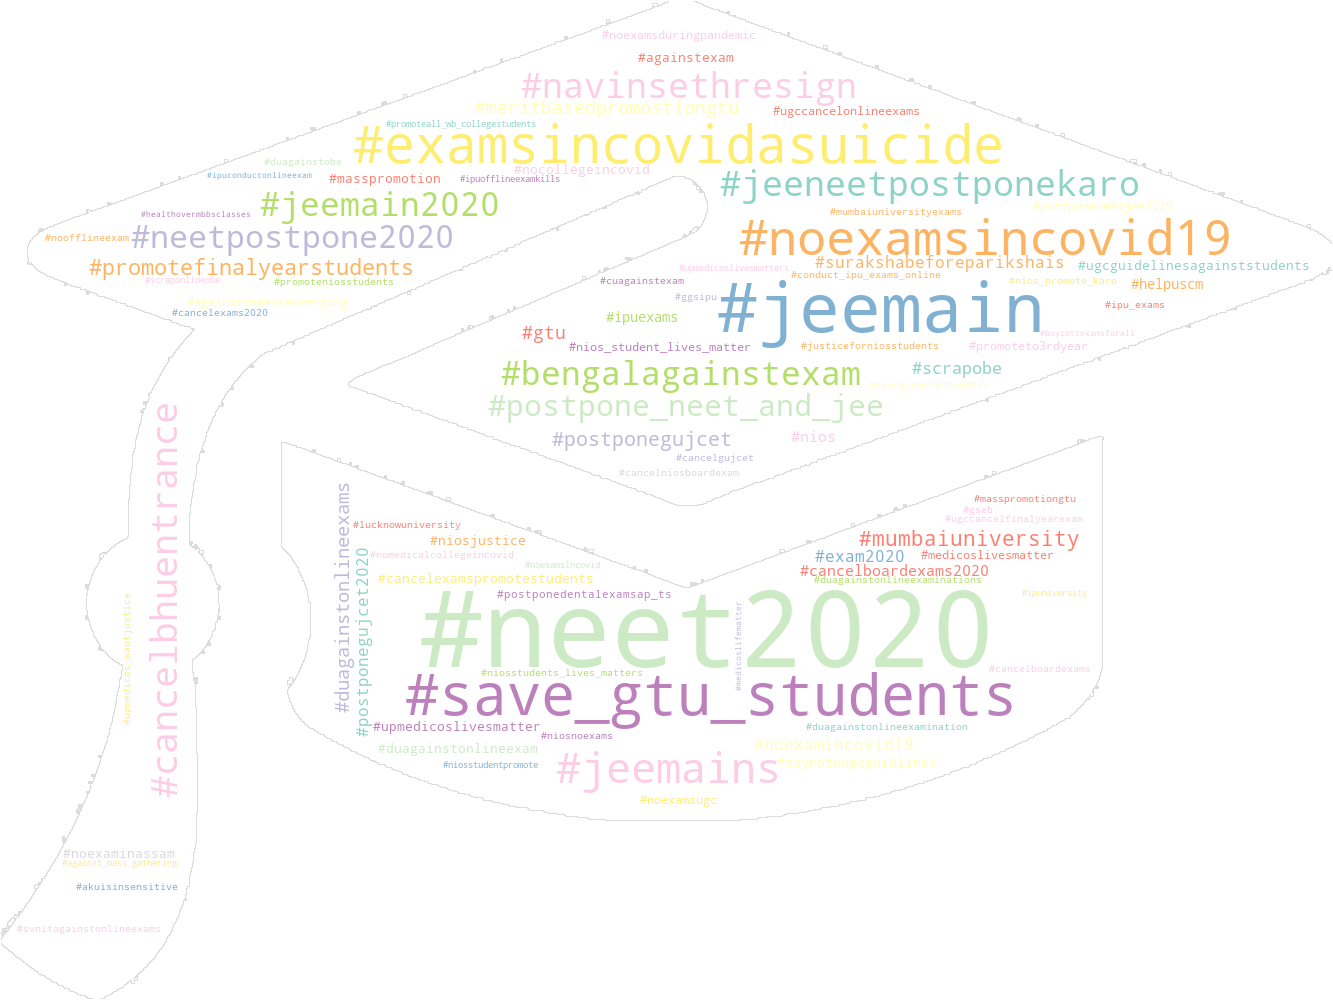 #noexamsduringpandemic
#againstexam
#navinsethresign
#meritbasedpromostibngtu
#ugccancelonlineexams
#promoteall_wb_collegestudents
#examsincovidasuicide
#duagainstobe
#nocollegeincovid
#ipuconductonlineexam
#masspromotion
#ipuofflineexamkills
#jeeneetpostponekaro
#jeemain2020
#postponeneetjee2020
#healthovermbbsclasses
#mumbaiuniversityexams
#noofflineexam
#neetpostpone2020
#noexamsincovid19
#promotefinalyearstudents
#surakshabeforeparikshais
#ugcguidelinesagainststudents
#upmedicoslivesmatters
#conduct_ipu_exams_online
#scraponlineobe
#promoteniosstudents
#cuagainstexam
#nios_promote_karo
#helpuscm
#ggsipu
#againstsemestermerging
#jeemain
#ipu_exams
#cancelexams2020
#ipuexams
#gtu
#boycottexamsforall
#nios_student_lives_matter
#justiceforniosstudents
#promoteto3rdyear
#bengalagainstexam
#scrapobe
#postpone_neet_and_jee
#postponegujcet
#nios
#cancelgujcet
#cancelniosboardexam
#cancelbhuentrance
#upmedicos_wantjustice
#noexaminassam
#against_mass_gathering
#akuisinsensitive
#svnitagainstonlineexams
#duagainstonlineexams
#postponegujcet2020
#masspromotiongtu
#gseb
#ugccancelfinalyearexam
#lucknowuniversity
#niosjustice
#mumbaiuniversity
#nomedicalcollegeincovid
#exam2020
#medicoslivesmatter
#noexamsincovid
#cancelboardexams2020
#cancelexamspromotestudents
#duagainstonlineexaminations
#postponedentalexamsap_ts
#ipuniversity
#neet2020
#medicoslifematter
#niosstudents_lives_matters
#cancelboardexams
#save_gtu_students
#upmedicoslivesmatter
#niosnoexams
#duagainstonlineexamination
#duagainstonlineexam
#noexamincovid19
#niosstudentpromote
#jeemains
#saynotougcguidlines
#noexamsugc